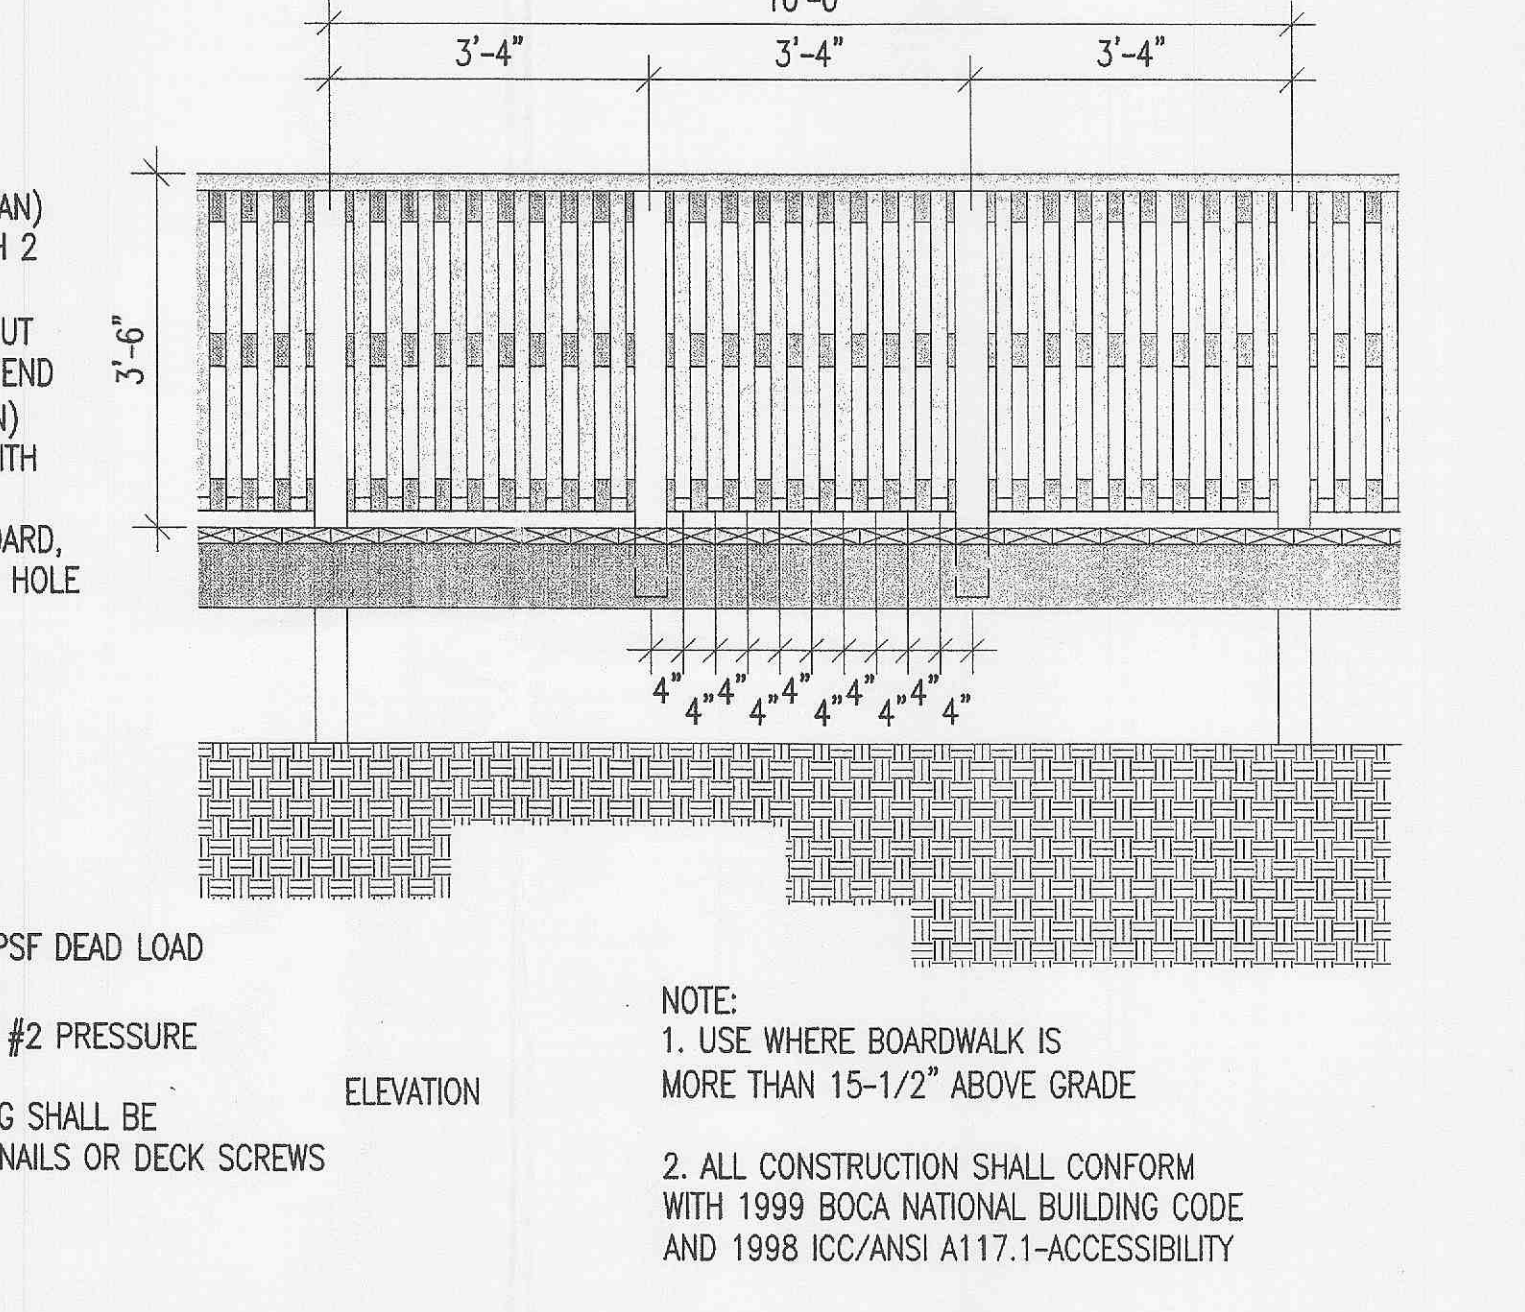 10'-0"
3'-4" 3'-4" 3'-4"
AN)
H 2
UT
END
N)
ITH
OARD,
HOLE
3'-6"
4" 4" 4" 4" 4" 4" 4" 4" 4" 4"
PSF DEAD LOAD
#2 PRESSURE
G SHALL BE
NAILS OR DECK SCREWS
ELEVATION
NOTE:
1. USE WHERE BOARDWALK IS
MORE THAN 15-1/2" ABOVE GRADE
2. ALL CONSTRUCTION SHALL CONFORM
WITH 1999 BOCA NATIONAL BUILDING CODE
AND 1998 ICC/ANSI A117.1-ACCESSIBILITY